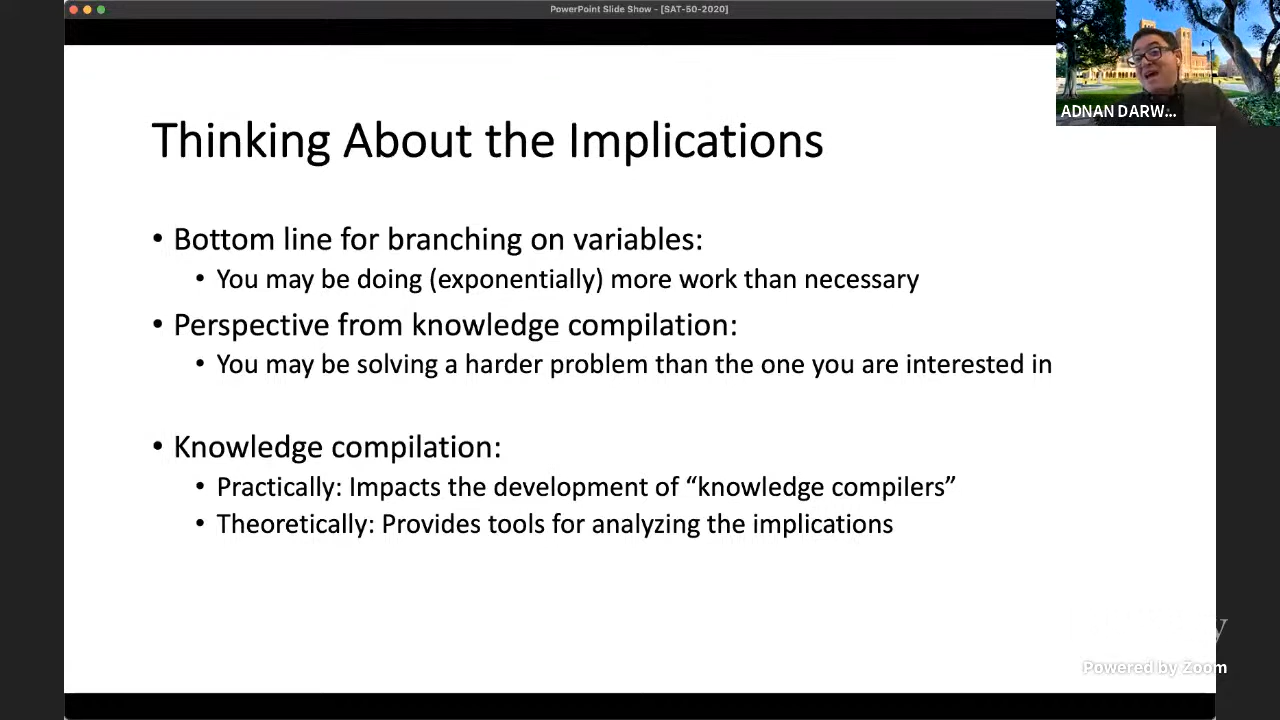 PowerPoint Slide Show - [SAT-50-2020]
ADNAN DARW...
Thinking About the Implications
• Bottom line for branching on variables:
• You may be doing (exponentially) more work than necessary
• Perspective from knowledge compilation:
• You may be solving a harder problem than the one you are interested in
• Knowledge compilation:
• Practically: Impacts the development of “knowledge compilers”
• Theoretically: Provides tools for analyzing the implications
Powered by Zoom